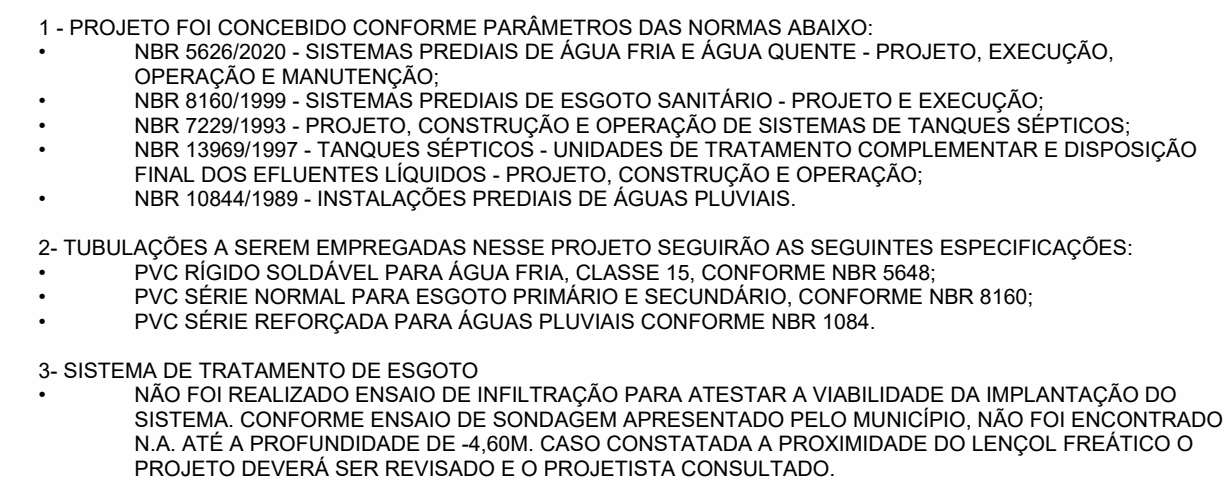 1 - PROJETO FOI CONCEBIDO CONFORME PARÂMETROS DAS NORMAS ABAIXO:
• NBR 5626/2020 - SISTEMAS PREDIAIS DE ÁGUA FRIA E ÁGUA QUENTE - PROJETO, EXECUÇÃO,
OPERAÇÃO E MANUTENÇÃO;
• NBR 8160/1999 - SISTEMAS PREDIAIS DE ESGOTO SANITÁRIO - PROJETO E EXECUÇÃO;
• NBR 7229/1993 - PROJETO, CONSTRUÇÃO E OPERAÇÃO DE SISTEMAS DE TANQUES SÉPTICOS;
• NBR 13969/1997 - TANQUES SÉPTICOS - UNIDADES DE TRATAMENTO COMPLEMENTAR E DISPOSIÇÃO
FINAL DOS EFLUENTES LÍQUIDOS - PROJETO, CONSTRUÇÃO E OPERAÇÃO;
• NBR 10844/1989 - INSTALAÇÕES PREDIAIS DE ÁGUAS PLUVIAIS.
2- TUBULAÇÕES A SEREM EMPREGADAS NESSE PROJETO SEGUIRÃO AS SEGUINTES ESPECIFICAÇÕES:
• PVC RÍGIDO SOLDÁVEL PARA ÁGUA FRIA, CLASSE 15, CONFORME NBR 5648;
• PVC SÉRIE NORMAL PARA ESGOTO PRIMÁRIO E SECUNDÁRIO, CONFORME NBR 8160;
• PVC SÉRIE REFORÇADA PARA ÁGUAS PLUVIAIS CONFORME NBR 1084.
3- SISTEMA DE TRATAMENTO DE ESGOTO
• NÃO FOI REALIZADO ENSAIO DE INFILTRAÇÃO PARA ATESTAR A VIABILIDADE DA IMPLANTAÇÃO DO
SISTEMA. CONFORME ENSAIO DE SONDAGEM APRESENTADO PELO MUNICÍPIO, NÃO FOI ENCONTRADO
N.A. ATÉ A PROFUNDIDADE DE -4,60M. CASO CONSTATADA A PROXIMIDADE DO LENÇOL FREÁTICO O
PROJETO DEVERÁ SER REVISADO E O PROJETISTA CONSULTADO.